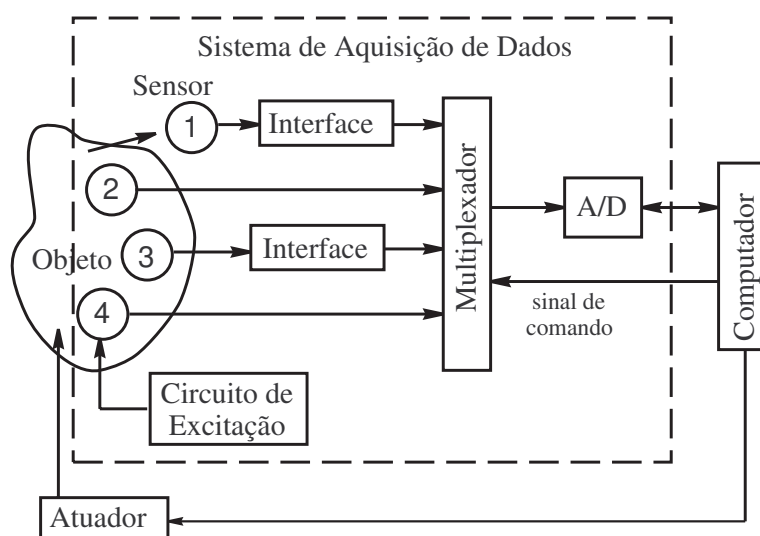 Sistema de Aquisição de Dados
Sensor
1
Interface
2
Objeto
3
Interface
4
Circuito de
Excitação
Multiplexador
A/D
sinal de
comando
Computador
Atuador